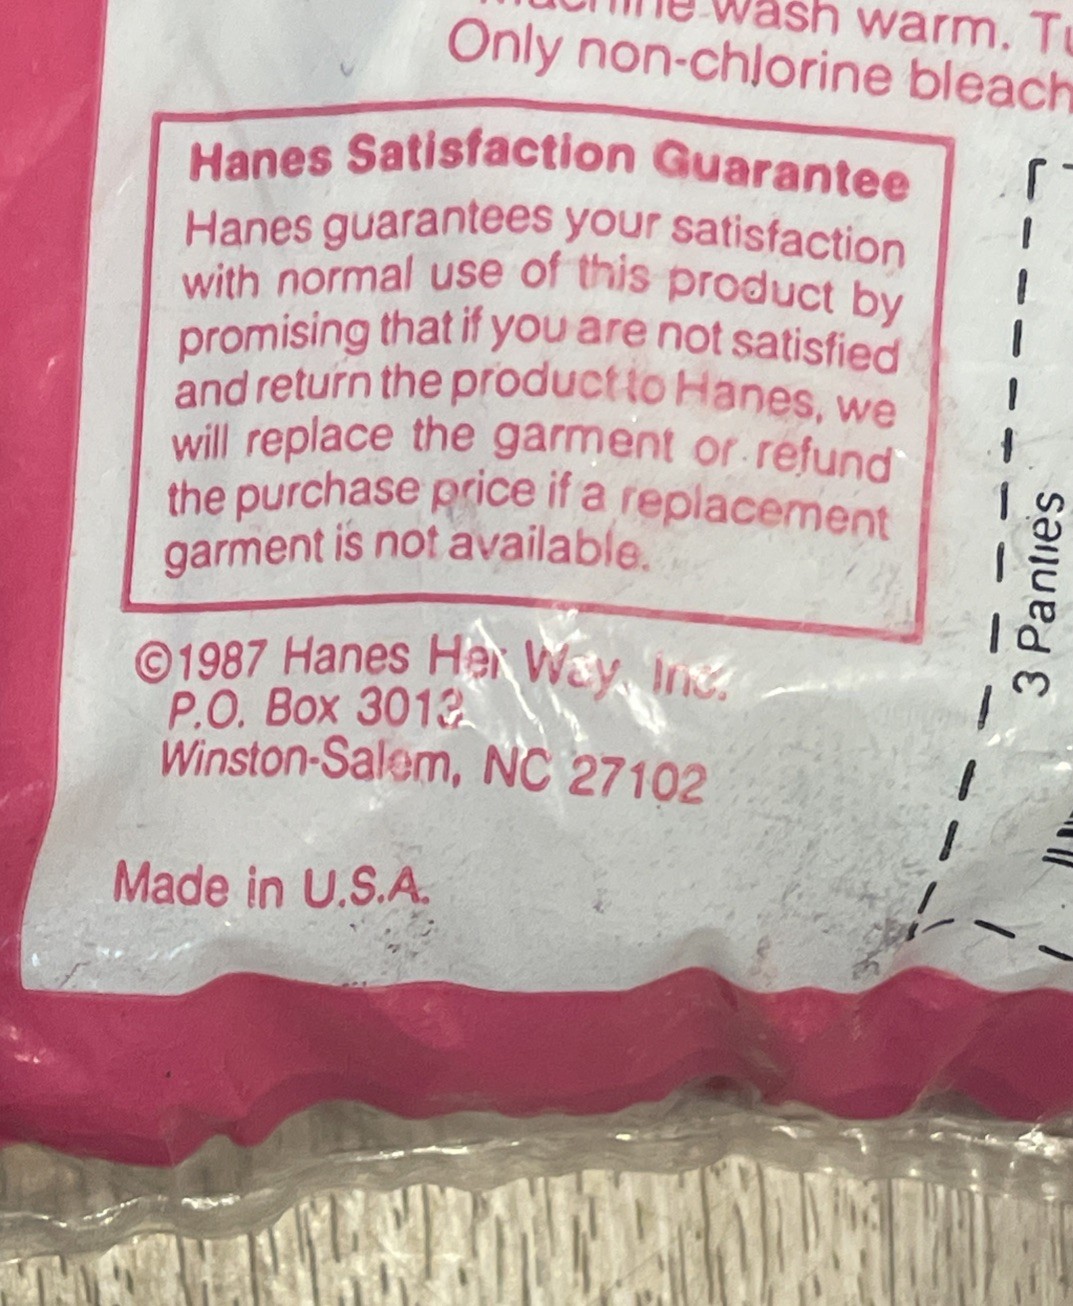 wash warm.
Only non-chlorine bleach
Hanes Satisfaction Guarantee
Hanes guarantees your satisfaction
with normal use of this product by
promising that if you are not satisfied
and return the product to Hanes, we
will replace the garment or refund
the purchase price if a replacement
garment is not available.
©1987 Hanes Her Way, Inc.
P.O. Box 3013
Winston-Salem, NC 27102
Made in U.S.A.
3 Panties